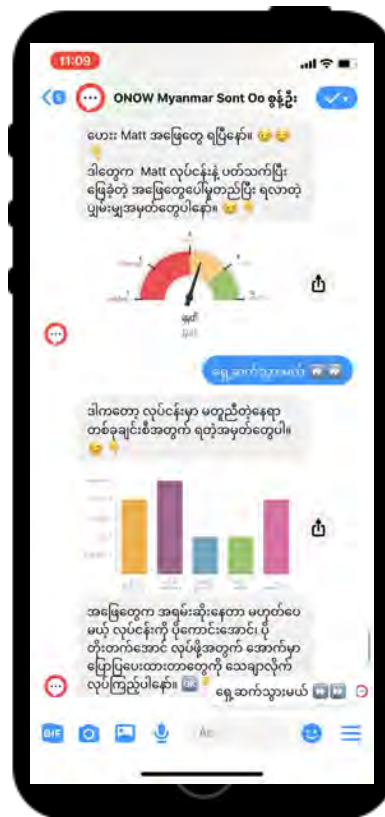 11:09
6
ONOW Myanmar Sont Oo စွန့်ဦး
ဟေး Matt အဖြေတွေ ရပြီနော်။
ဒါတွေက Matt လုပ်ငန်းနဲ့ ပတ်သက်ပြီး
ဖြေခဲ့တဲ့ အဖြေတွေပေါ်မူတည်ပြီး ရလာတဲ့
ပျှမ်းမျှအမှတ်တွေပါနော်။
ရှေ့ဆက်သွားမယ်
ဒါကတော့ လုပ်ငန်းမှာ မတူညီတဲ့နေရာ
တစ်ခုချင်းစီအတွက် ရတဲ့အမှတ်တွေပါ။
အဖြေတွေက အရမ်းဆိုးနေတာ မဟုတ်ပေ
မယ့် လုပ်ငန်းကို ပိုကောင်းအောင်၊ ပို
တိုးတက်အောင် လုပ်ဖို့အတွက် အောက်မှာ
ပြောပြပေးထားတာတွေကို သေချာလိုက်
လုပ်ကြည့်ပါနော်။ OK
ရှေ့ဆက်သွားမယ်
GIF
Aa